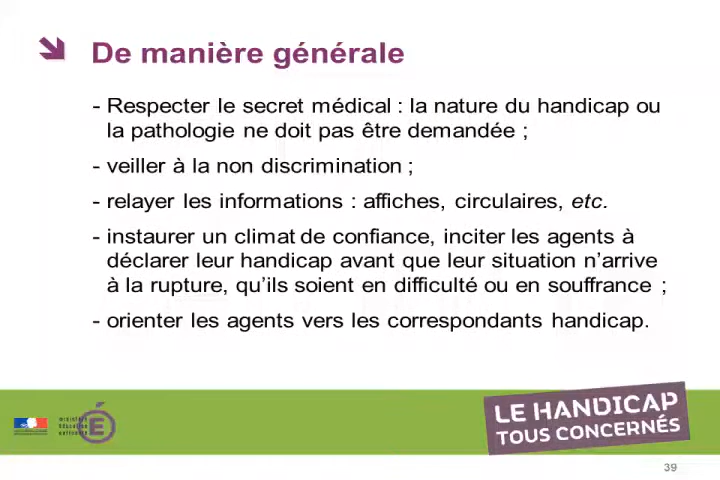 De manière générale
- Respecter le secret médical : la nature du handicap ou
la pathologie ne doit pas être demandée ;
- veiller à la non discrimination ;
- relayer les informations : affiches, circulaires, etc.
- instaurer un climat de confiance, inciter les agents à
déclarer leur handicap avant que leur situation n’arrive
à la rupture, qu’ils soient en difficulté ou en souffrance ;
- orienter les agents vers les correspondants handicap.
LE HANDICAP
TOUS CONCERNÉS
39